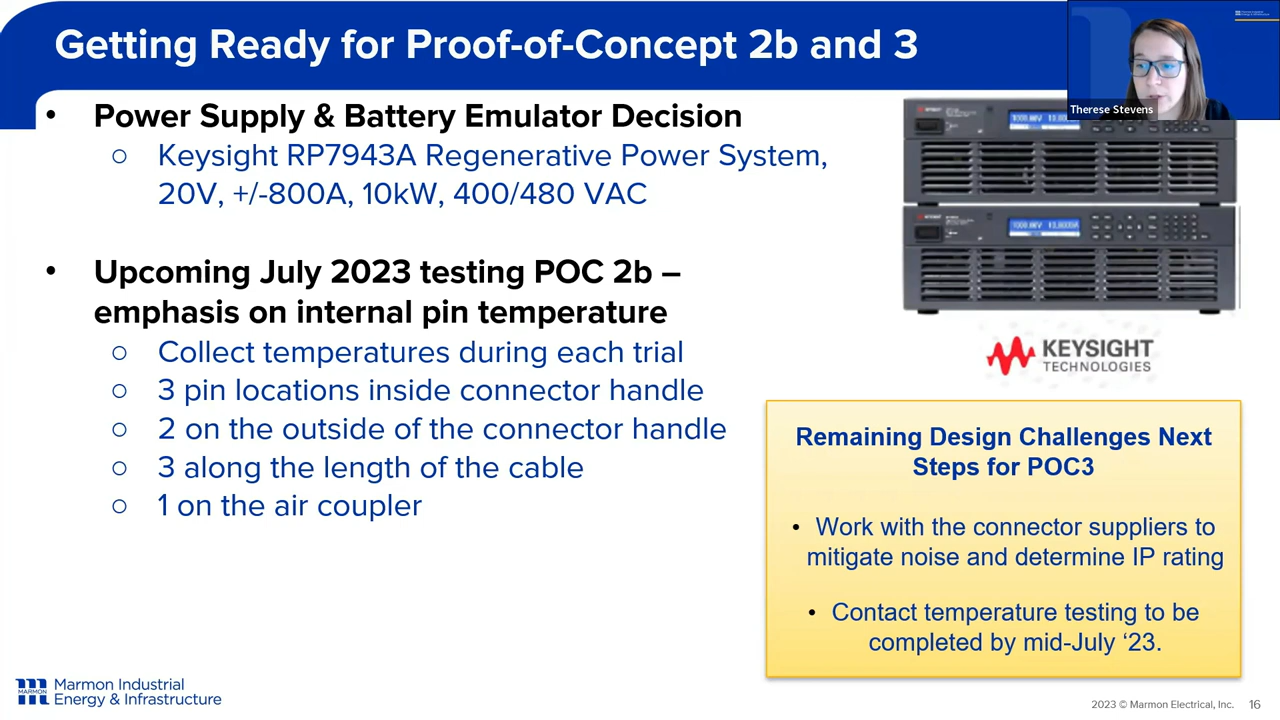 Getting Ready for Proof-of-Concept 2b and 3
Therese Stevens
• Power Supply & Battery Emulator Decision
○ Keysight RP7943A Regenerative Power System,
20V, +/-800A, 10kW, 400/480 VAC
• Upcoming July 2023 testing POC 2b –
emphasis on internal pin temperature
○ Collect temperatures during each trial
○ 3 pin locations inside connector handle
○ 2 on the outside of the connector handle
○ 3 along the length of the cable
○ 1 on the air coupler
KEYSIGHT
TECHNOLOGIES
Remaining Design Challenges Next
Steps for POC3
• Work with the connector suppliers to
mitigate noise and determine IP rating
• Contact temperature testing to be
completed by mid-July ‘23.
MARMON
Marmon Industrial
Energy & Infrastructure
2023 © Marmon Electrical, Inc. 16